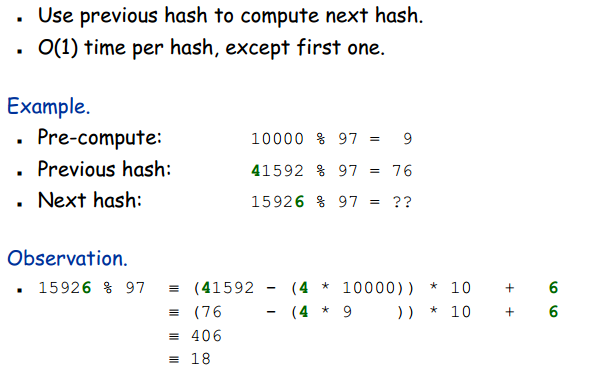 ▪ Use previous hash to compute next hash.
▪ O(1) time per hash, except first one.
Example.
▪ Pre-compute: 10000 % 97 = 9
▪ Previous hash: 41592 % 97 = 76
▪ Next hash: 15926 % 97 = ??
Observation.
▪ 15926 % 97 ≡ (41592 - (4 * 10000)) * 10 + 6
≡ (76 - (4 * 9 )) * 10 + 6
≡ 406
≡ 18